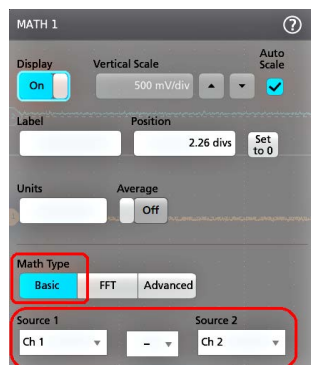 MATH 1 ?
Auto
Display Vertical Scale Scale
On 500 mV/div
Label Position
2.26 divs Set
to 0
Units Average
Off
Math Type
Basic FFT Advanced
Source 1 Source 2
Ch 1 – Ch 2